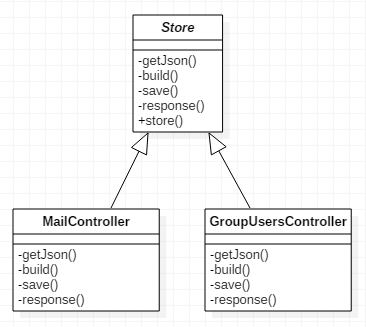 Store
-getJson()
-build()
-save()
-response()
+store()
MailController
-getJson()
-build()
-save()
-response()
GroupUsersController
-getJson()
-build()
-save()
-response()